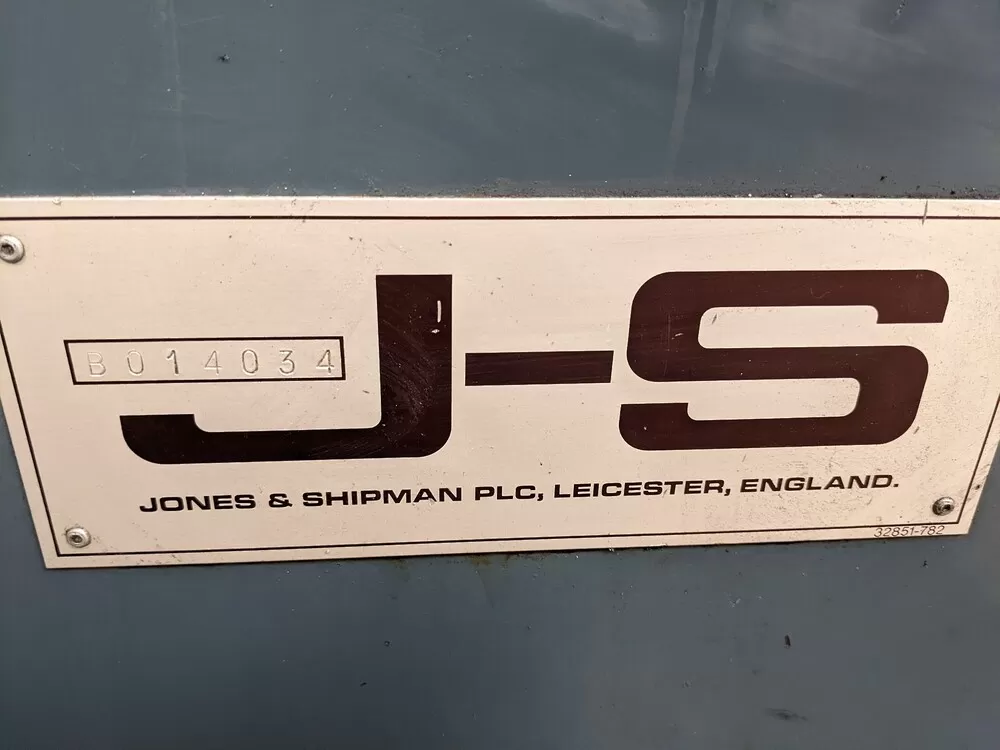 B014034
J-S
JONES & SHIPMAN PLC, LEICESTER, ENGLAND.
32851-782